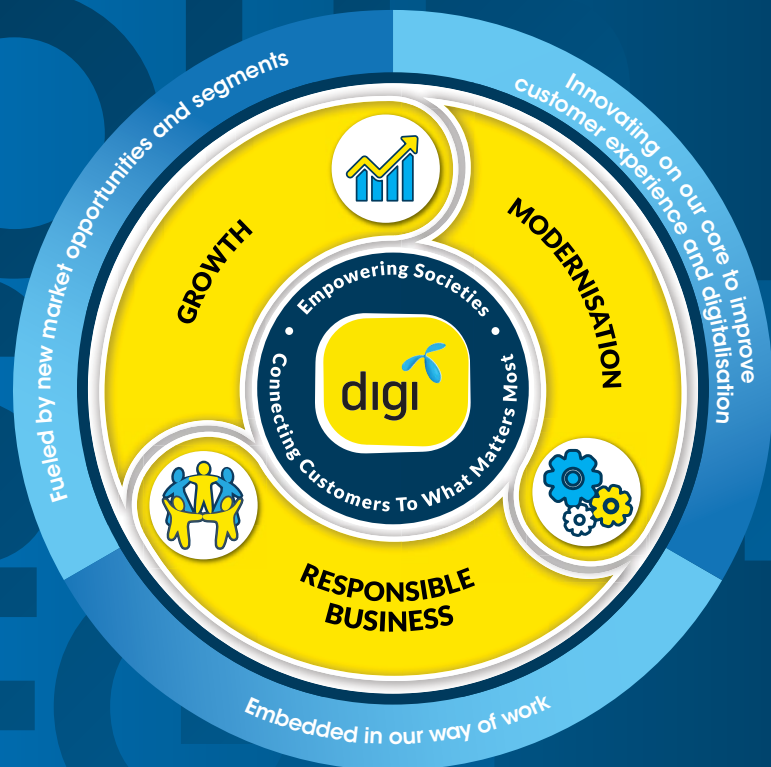 Fueled by new market opportunities and segments
Innovating on our core to improve
customer experience and digitalisation
GROWTH
MODERNISATION
Empowering Societies
digi
Connecting Customers To What Matters Most
RESPONSIBLE
BUSINESS
Embedded in our way of work